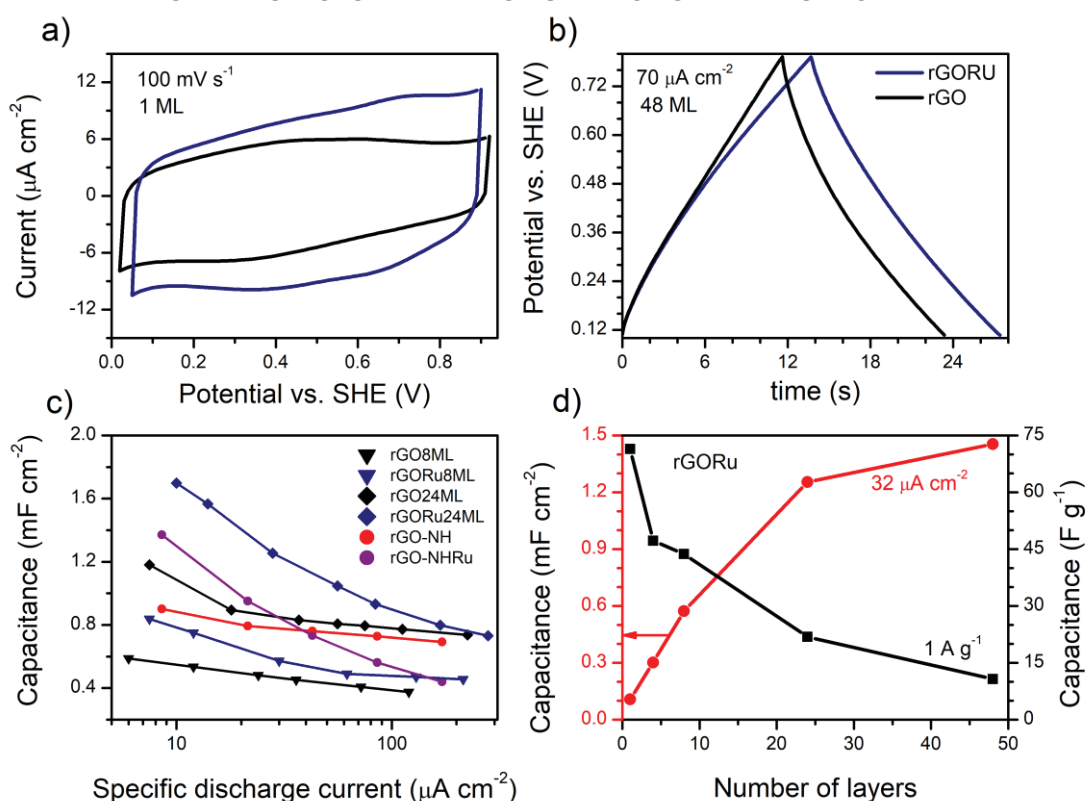 a)
100 mV s⁻¹
1 ML
12
6
0
-6
-12
Current (μA cm⁻²)
0.0 0.2 0.4 0.6 0.8
Potential vs. SHE (V)
b)
70 μA cm⁻²
48 ML
rGORU
rGO
0.72
0.60
0.48
0.36
0.24
0.12
Potential vs. SHE (V)
0 6 12 18 24
time (s)
c)
rGO8ML
rGORu8ML
rGO24ML
rGORu24ML
rGO-NH
rGO-NHRu
2.0
1.6
1.2
0.8
0.4
Capacitance (mF cm⁻²)
10 100
Specific discharge current (μA cm⁻²)
d)
rGORu
32 μA cm⁻²
1 A g⁻¹
1.5
1.2
0.9
0.6
0.3
0.0
Capacitance (mF cm⁻²)
75
60
45
30
15
0
Capacitance (F g⁻¹)
0 10 20 30 40 50
Number of layers